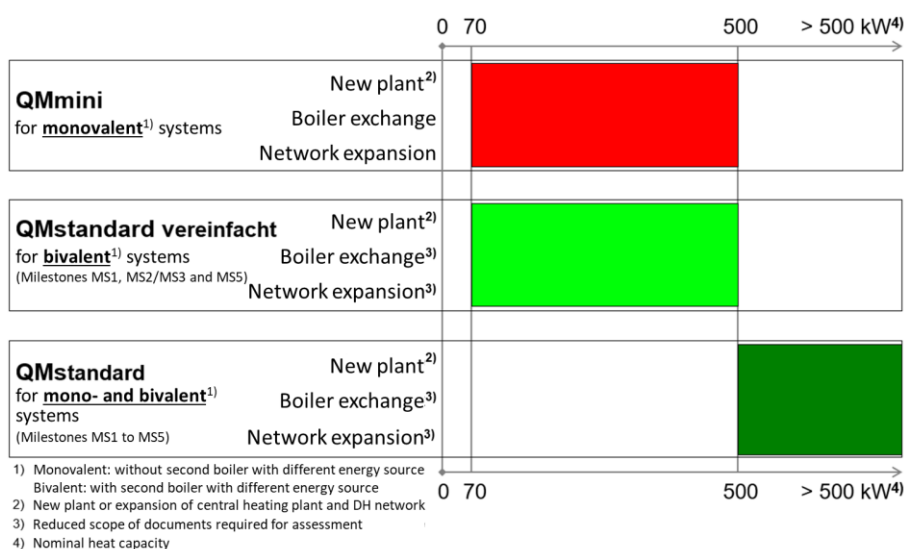 0 70 500 > 500 kW4)
QMmini
for monovalent1) systems
New plant2)
Boiler exchange
Network expansion
QMstandard vereinfacht
for bivalent1) systems
(Milestones MS1, MS2/MS3 and MS5)
New plant2)
Boiler exchange3)
Network expansion3)
QMstandard
for mono- and bivalent1)
systems
(Milestones MS1 to MS5)
New plant2)
Boiler exchange3)
Network expansion3)
0 70 500 > 500 kW4)
1) Monovalent: without second boiler with different energy source
Bivalent: with second boiler with different energy source
2) New plant or expansion of central heating plant and DH network
3) Reduced scope of documents required for assessment
4) Nominal heat capacity